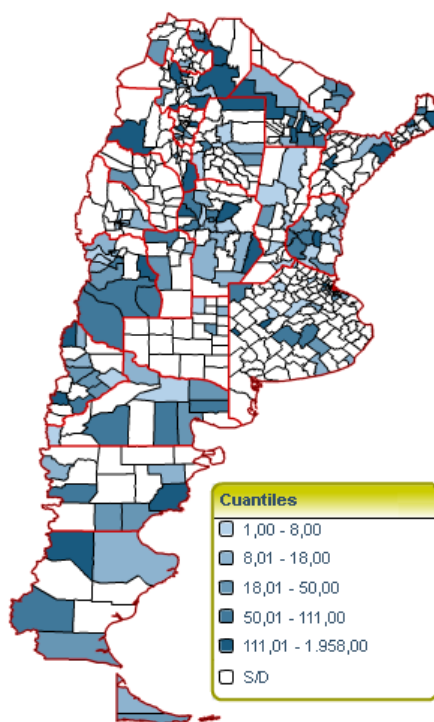 Cuantiles
1,00 - 8,00
8,01 - 18,00
18,01 - 50,00
50,01 - 111,00
111,01 - 1.958,00
S/D